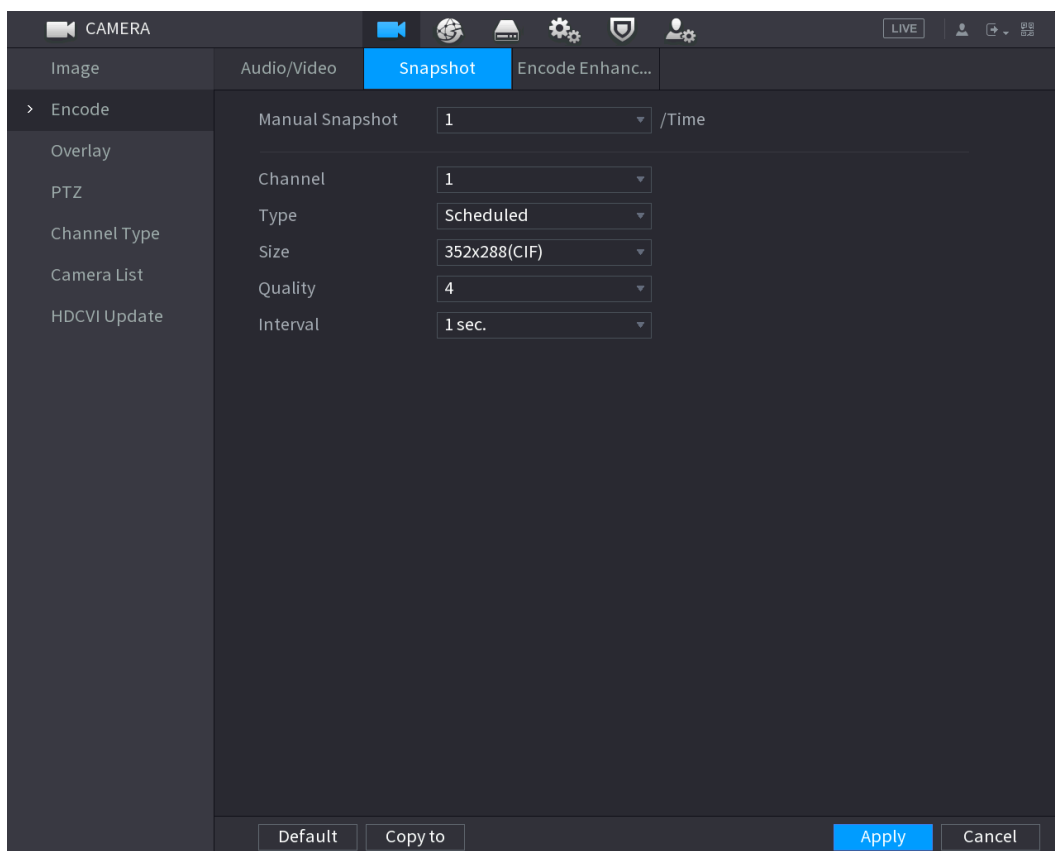 CAMERA
LIVE
Image
Audio/Video
Snapshot
Encode Enhanc...
Encode
Overlay
PTZ
Channel Type
Camera List
HDCVI Update
Manual Snapshot 1 /Time
Channel 1
Type Scheduled
Size 352x288(CIF)
Quality 4
Interval 1 sec.
Default
Copy to
Apply
Cancel